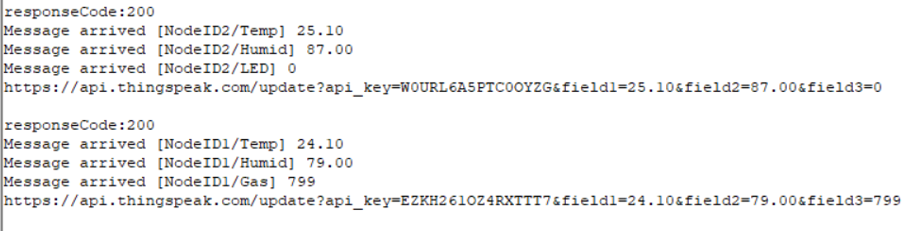 responseCode:200
Message arrived [NodeID2/Temp] 25.10
Message arrived [NodeID2/Humid] 87.00
Message arrived [NodeID2/LED] 0
https://api.thingspeak.com/update?api_key=W0URL6A5PTC0OYZG&field1=25.10&field2=87.00&field3=0
responseCode:200
Message arrived [NodeID1/Temp] 24.10
Message arrived [NodeID1/Humid] 79.00
Message arrived [NodeID1/Gas] 799
https://api.thingspeak.com/update?api_key=EZKH261OZ4RXTTT7&field1=24.10&field2=79.00&field3=799